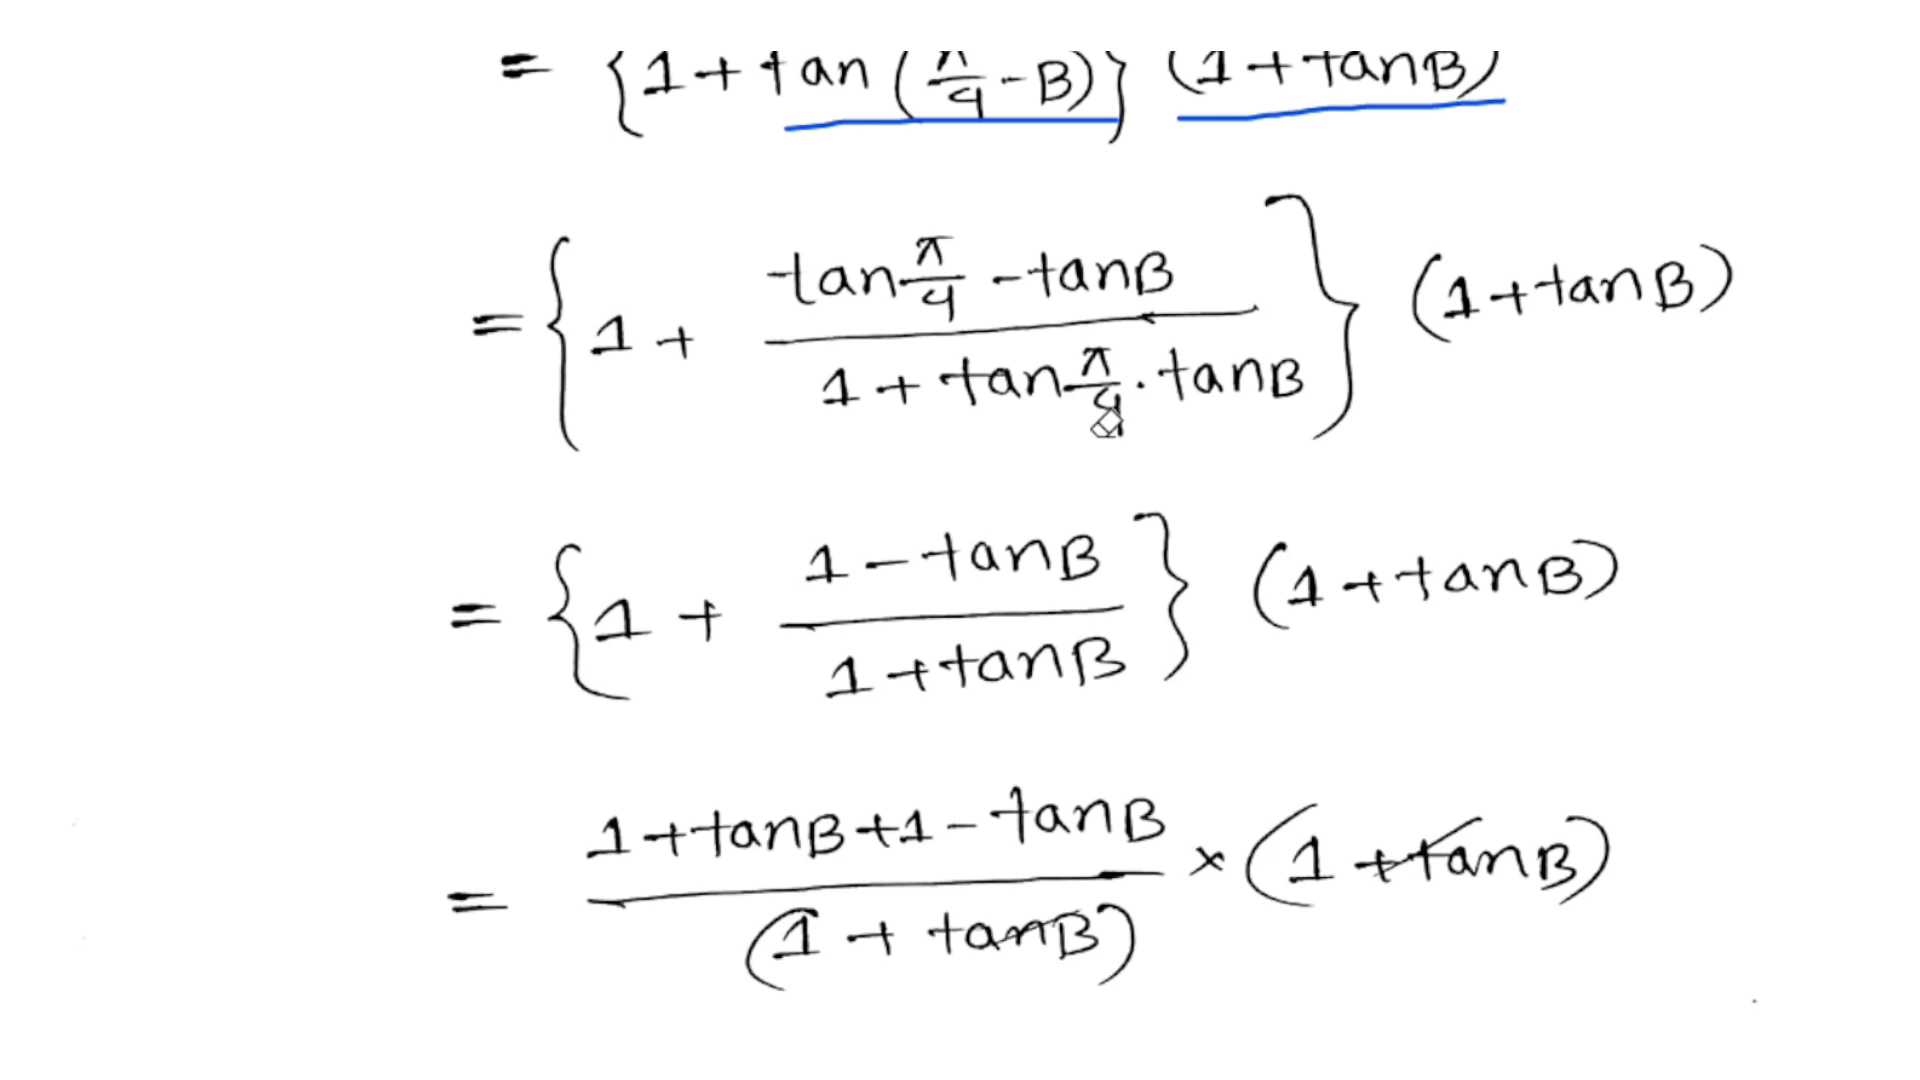 = {1 + tan (π/4 - B)} (1 + tanB)
= {1 + (tan π/4 - tanB)/(1 + tan π/4 · tanB)} (1 + tanB)
= {1 + (1 - tanB)/(1 + tanB)} (1 + tanB)
= (1 + tanB + 1 - tanB)/(1 + tanB) × (1 + tanB)